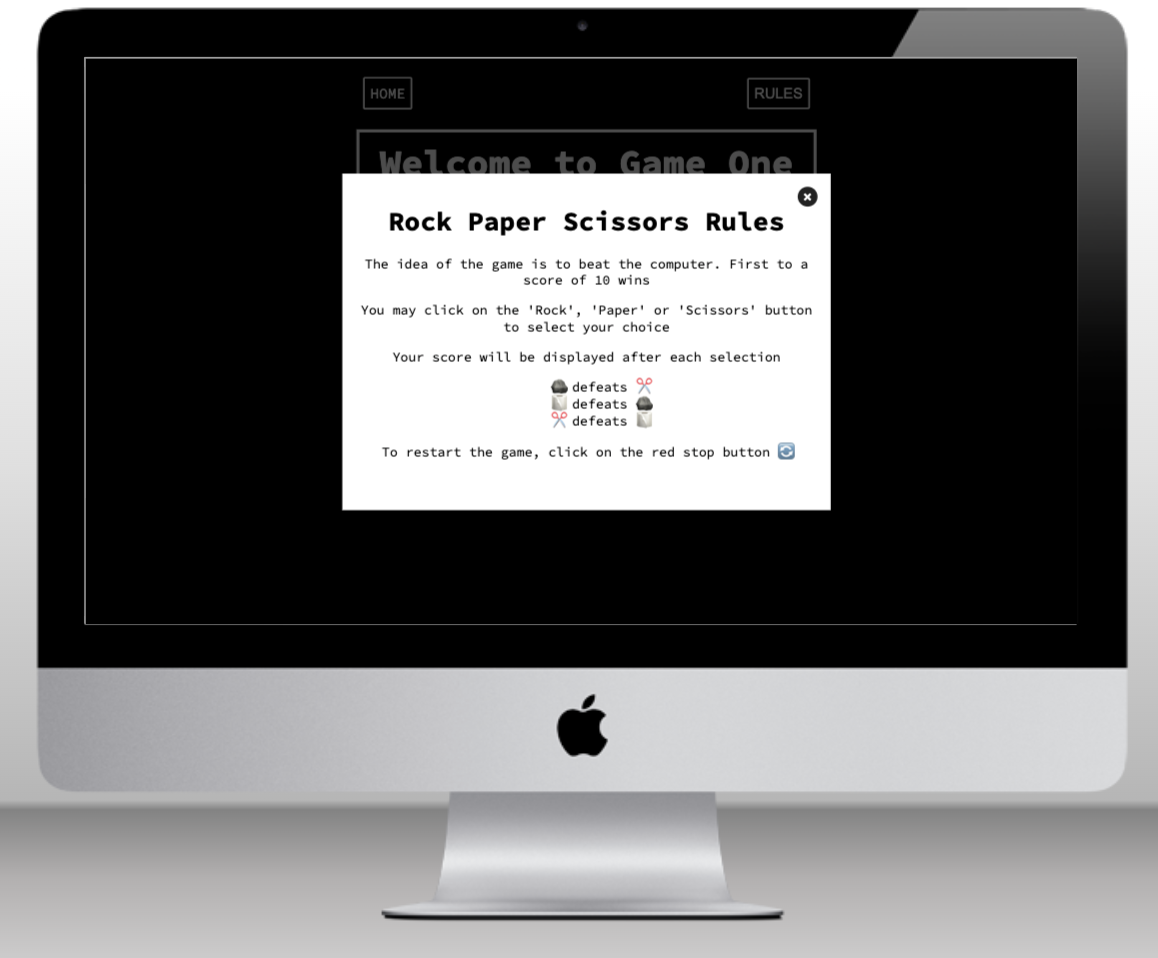 HOME
RULES
Welcome to Game One
Rock Paper Scissors Rules
The idea of the game is to beat the computer. First to a
score of 10 wins
You may click on the 'Rock', 'Paper' or 'Scissors' button
to select your choice
Your score will be displayed after each selection
defeats
defeats
defeats
To restart the game, click on the red stop button